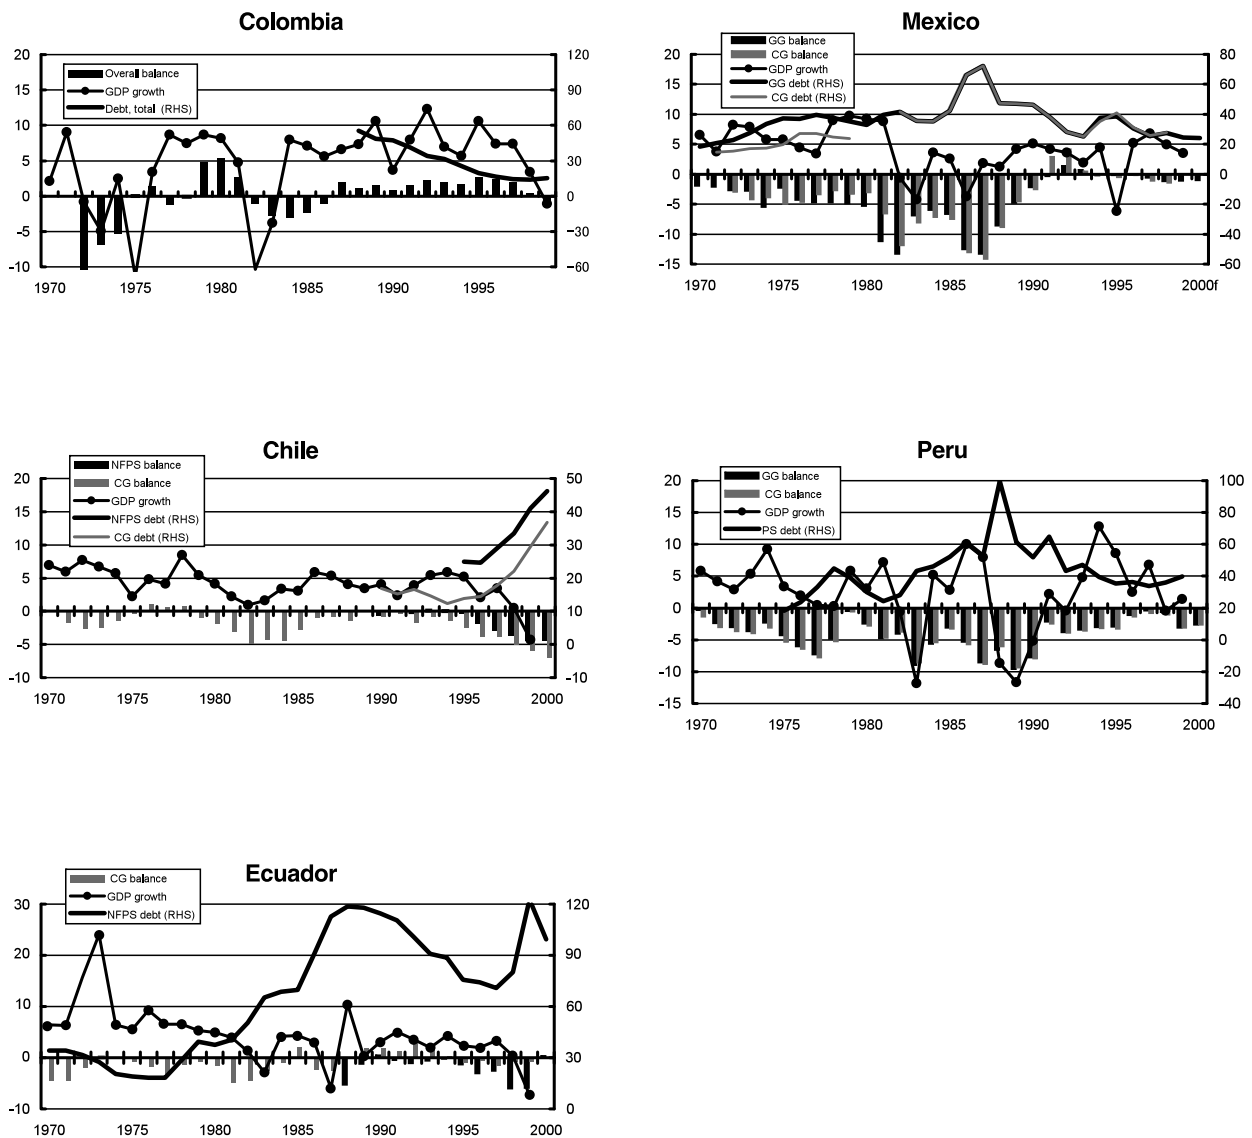 Colombia
20
15
10
5
0
-5
-10
120
90
60
30
0
-30
-60
Overall balance
GDP growth
Debt, total (RHS)
1970 1975 1980 1985 1990 1995
Mexico
GG balance
CG balance
GDP growth
GG debt (RHS)
CG debt (RHS)
20
15
10
5
0
-5
-10
-15
80
60
40
20
0
-20
-40
-60
1970 1975 1980 1985 1990 1995 2000f
Chile
NFPS balance
CG balance
GDP growth
NFPS debt (RHS)
CG debt (RHS)
20
15
10
5
0
-5
-10
50
40
30
20
10
0
-10
1970 1975 1980 1985 1990 1995 2000
Peru
GG balance
CG balance
GDP growth
PS debt (RHS)
20
15
10
5
0
-5
-10
-15
100
80
60
40
20
0
-20
-40
1970 1975 1980 1985 1990 1995 2000
Ecuador
CG balance
GDP growth
NFPS debt (RHS)
30
20
10
0
-10
120
90
60
30
0
1970 1975 1980 1985 1990 1995 2000